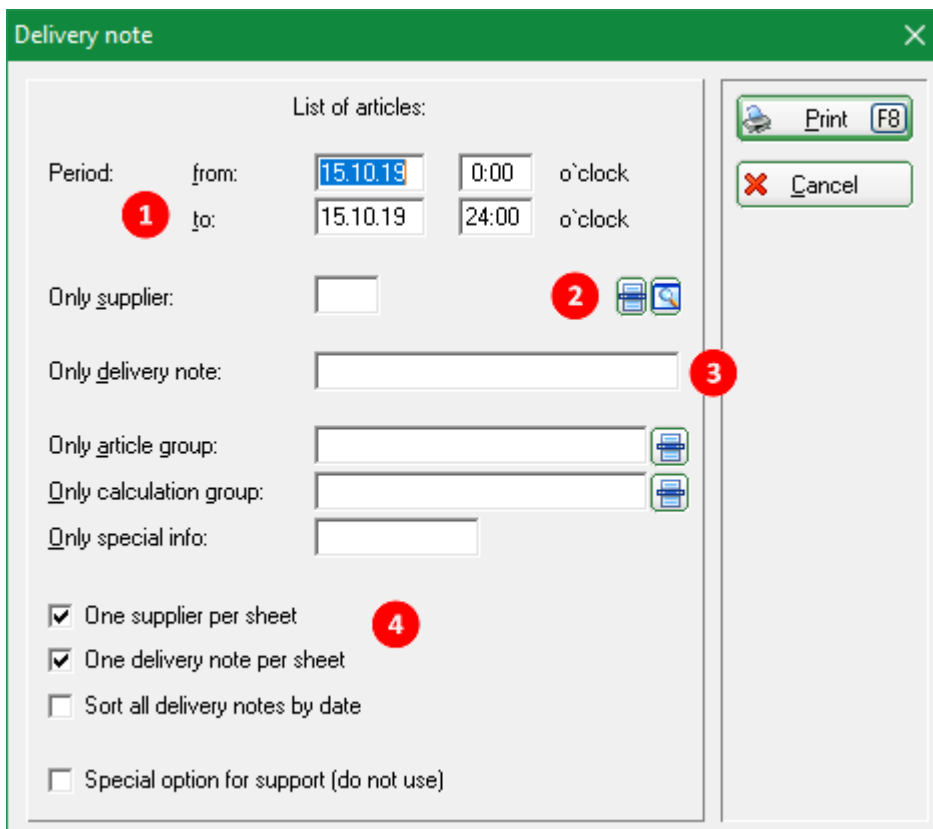 Delivery note
List of articles:
Print F8
Period: from: 15.10.19 0:00 o`clock
Cancel
1 to: 15.10.19 24:00 o`clock
Only supplier: 2
Only delivery note: 3
Only article group:
Only calculation group:
Only special info:
One supplier per sheet 4
One delivery note per sheet
Sort all delivery notes by date
Special option for support (do not use)